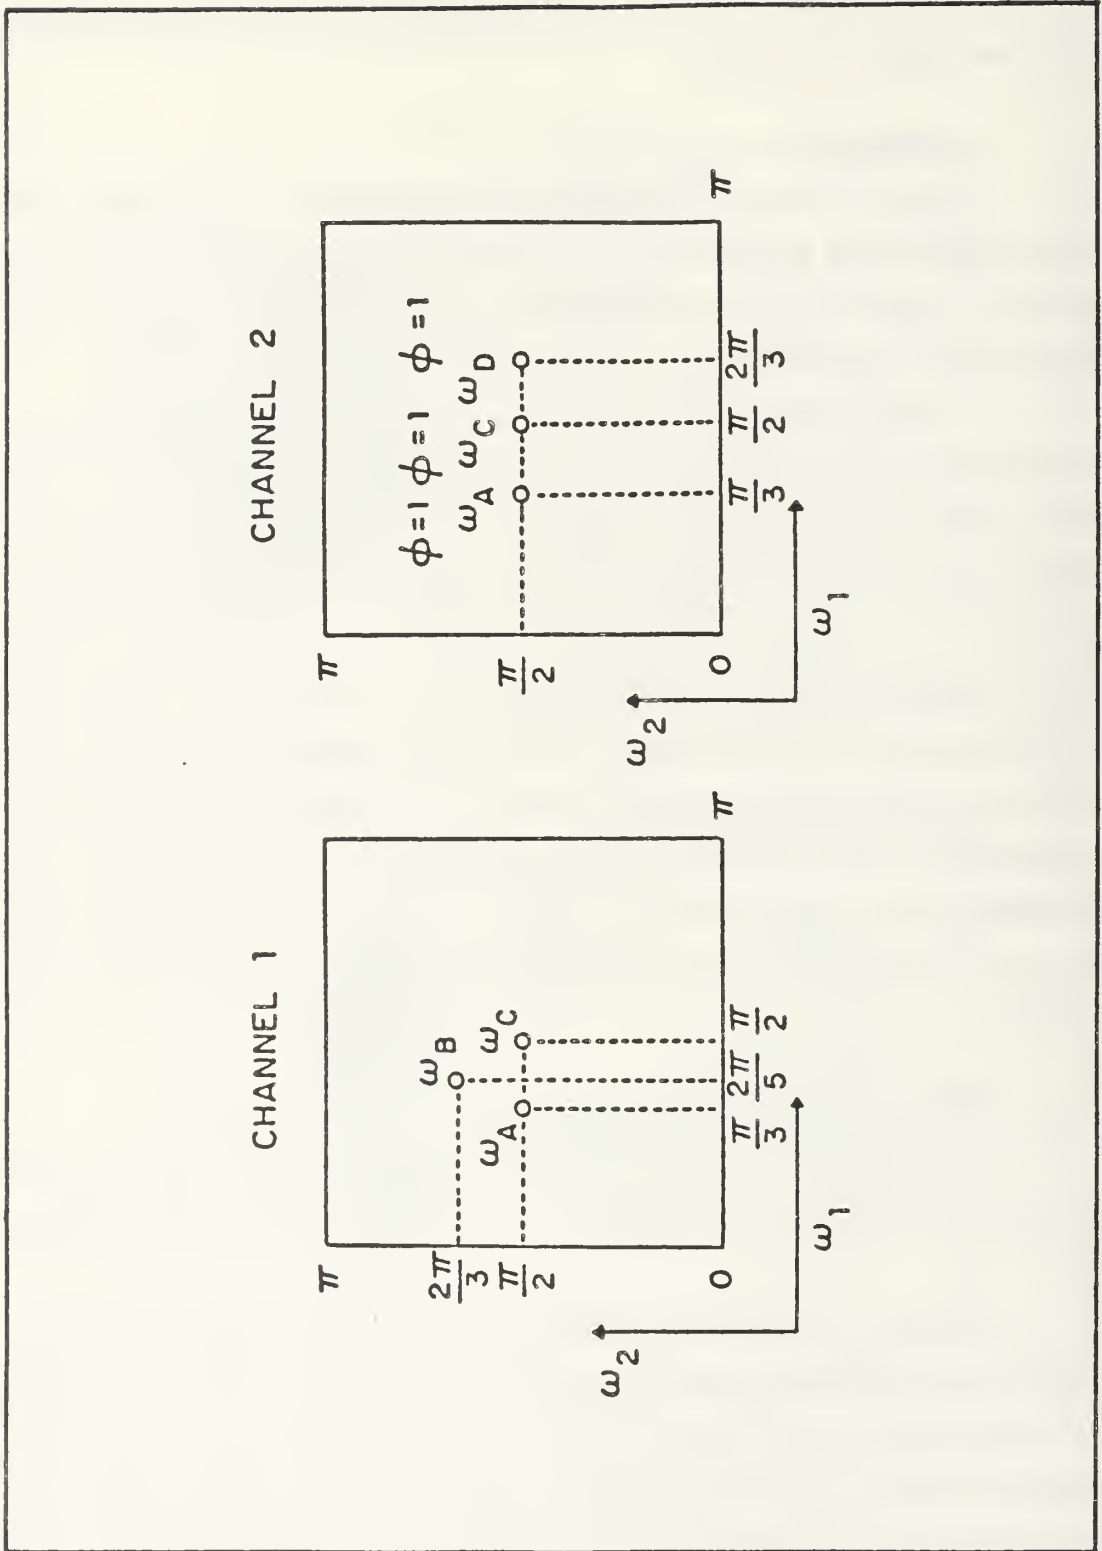 CHANNEL 1
π
2π/3
π/2
0
ω_B
ω_A
ω_C
π/3
2π/5
π/2
π
ω_2
ω_1
CHANNEL 2
π
π/2
0
ϕ=1 ϕ=1 ϕ=1
ω_A ω_C ω_D
π/3
π/2
2π/3
π
ω_2
ω_1